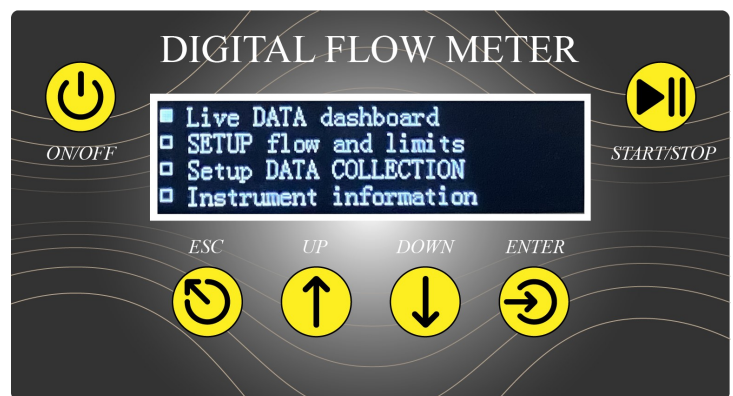 DIGITAL FLOW METER
ON/OFF
Live DATA dashboard
SETUP flow and limits
Setup DATA COLLECTION
Instrument information
START/STOP
ESC UP DOWN ENTER